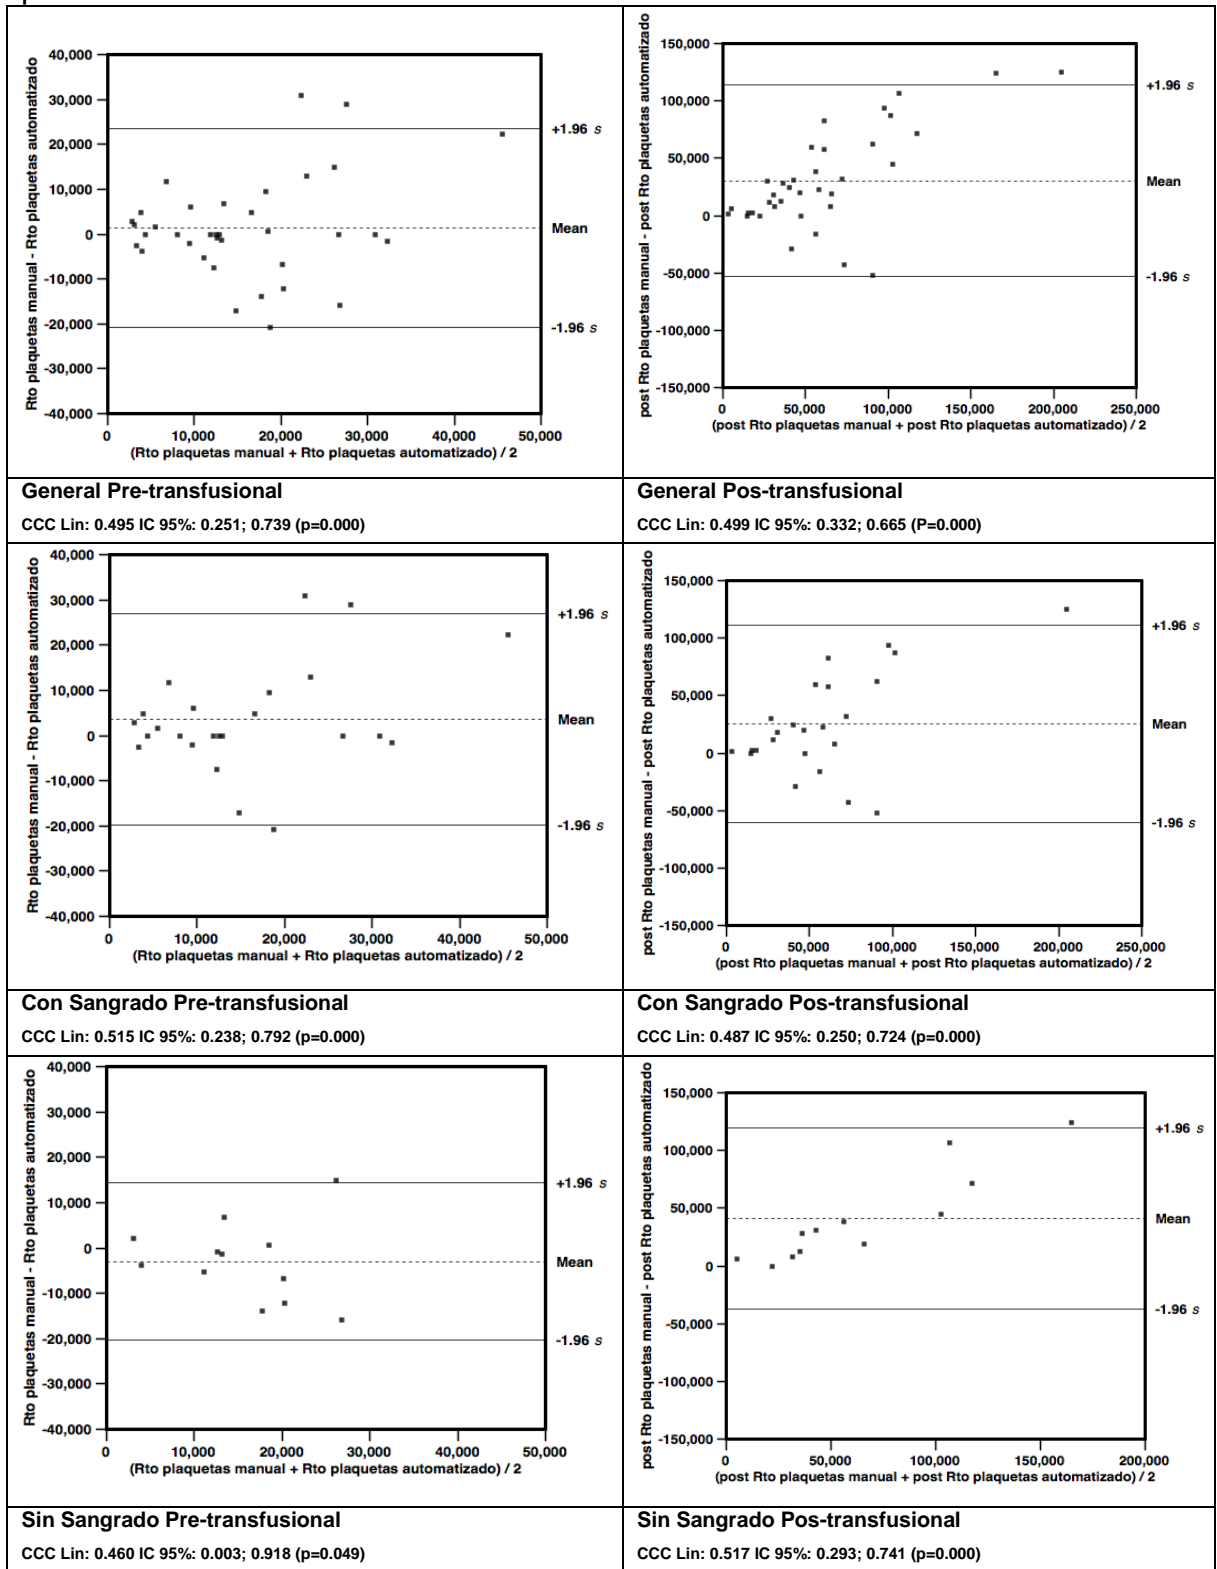 40,000
30,000
20,000
10,000
0
-10,000
-20,000
-30,000
-40,000
Rto plaquetas manual - Rto plaquetas automatizado
+1.96 s
Mean
-1.96 s
0 10,000 20,000 30,000 40,000 50,000
(Rto plaquetas manual + Rto plaquetas automatizado) / 2
150,000
100,000
50,000
0
-50,000
-100,000
-150,000
post Rto plaquetas manual - post Rto plaquetas automatizado
+1.96 s
Mean
-1.96 s
0 50,000 100,000 150,000 200,000 250,000
(post Rto plaquetas manual + post Rto plaquetas automatizado) / 2
General Pre-transfusional
CCC Lin: 0.495 IC 95%: 0.251; 0.739 (p=0.000)
General Pos-transfusional
CCC Lin: 0.499 IC 95%: 0.332; 0.665 (P=0.000)
40,000
30,000
20,000
10,000
0
-10,000
-20,000
-30,000
-40,000
Rto plaquetas manual - Rto plaquetas automatizado
+1.96 s
Mean
-1.96 s
0 10,000 20,000 30,000 40,000 50,000
(Rto plaquetas manual + Rto plaquetas automatizado) / 2
150,000
100,000
50,000
0
-50,000
-100,000
-150,000
post Rto plaquetas manual - post Rto plaquetas automatizado
+1.96 s
Mean
-1.96 s
0 50,000 100,000 150,000 200,000 250,000
(post Rto plaquetas manual + post Rto plaquetas automatizado) / 2
Con Sangrado Pre-transfusional
CCC Lin: 0.515 IC 95%: 0.238; 0.792 (p=0.000)
Con Sangrado Pos-transfusional
CCC Lin: 0.487 IC 95%: 0.250; 0.724 (p=0.000)
40,000
30,000
20,000
10,000
0
-10,000
-20,000
-30,000
-40,000
Rto plaquetas manual - Rto plaquetas automatizado
+1.96 s
Mean
-1.96 s
0 10,000 20,000 30,000 40,000 50,000
(Rto plaquetas manual + Rto plaquetas automatizado) / 2
150,000
100,000
50,000
0
-50,000
-100,000
-150,000
post Rto plaquetas manual - post Rto plaquetas automatizado
+1.96 s
Mean
-1.96 s
0 50,000 100,000 150,000 200,000
(post Rto plaquetas manual + post Rto plaquetas automatizado) / 2
Sin Sangrado Pre-transfusional
CCC Lin: 0.460 IC 95%: 0.003; 0.918 (p=0.049)
Sin Sangrado Pos-transfusional
CCC Lin: 0.517 IC 95%: 0.293; 0.741 (p=0.000)